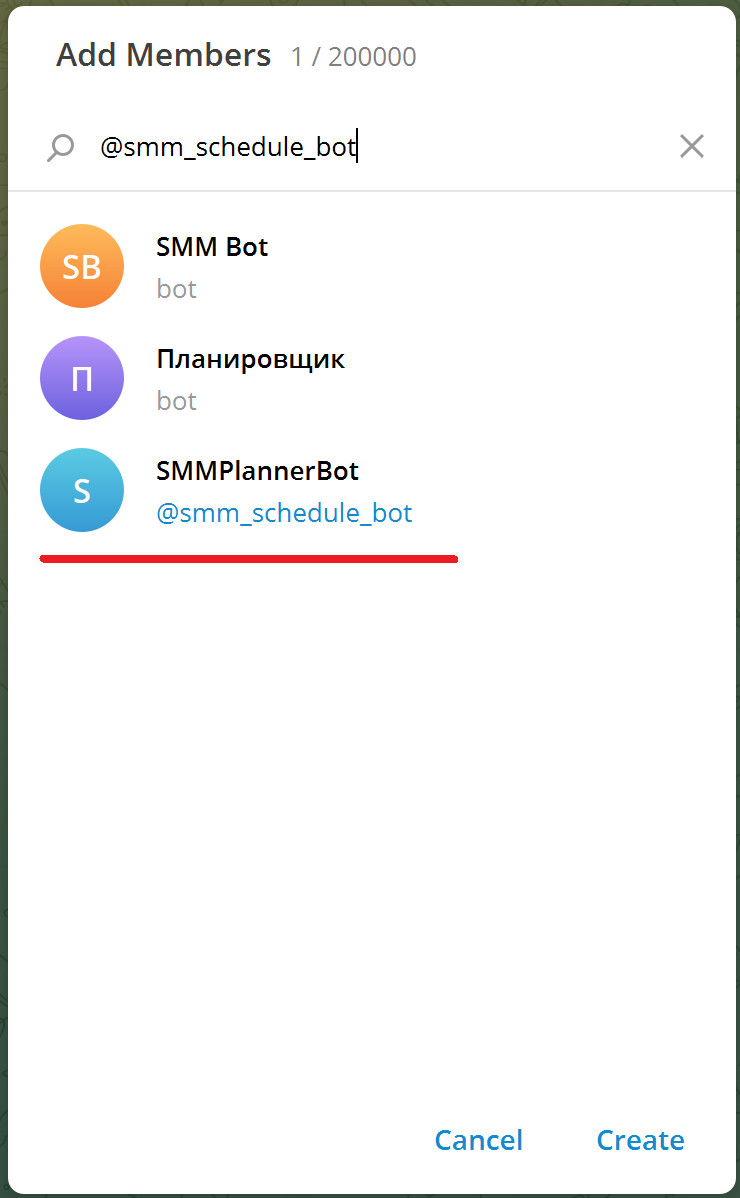 Add Members 1 / 200000
@smm_schedule_bot
SB
SMM Bot
bot
П
Планировщик
bot
S
SMMPlannerBot
@smm_schedule_bot
Cancel Create